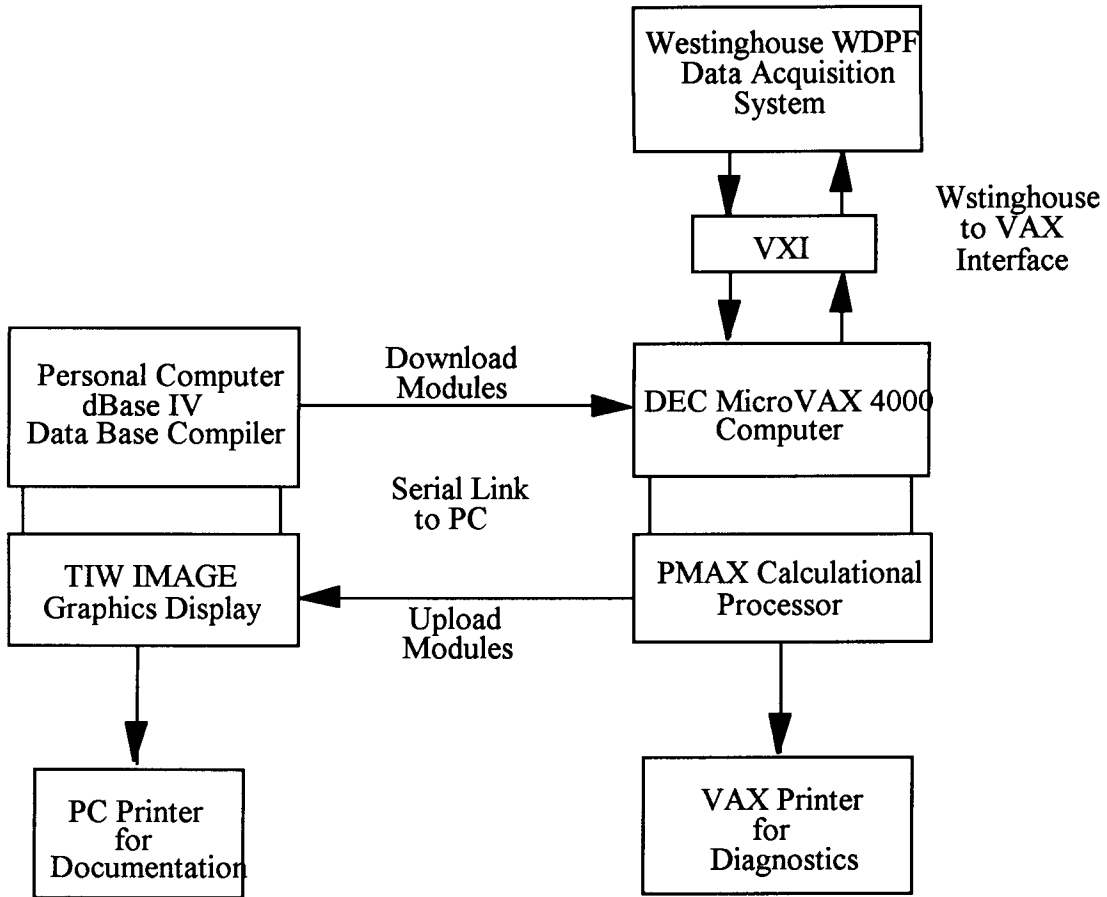 Westinghouse WDPF
Data Acquisition
System
Wstinghouse
to VAX
Interface
VXI
Personal Computer
dBase IV
Data Base Compiler
Download
Modules
DEC MicroVAX 4000
Computer
Serial Link
to PC
TIW IMAGE
Graphics Display
Upload
Modules
PMAX Calculational
Processor
PC Printer
for
Documentation
VAX Printer
for
Diagnostics